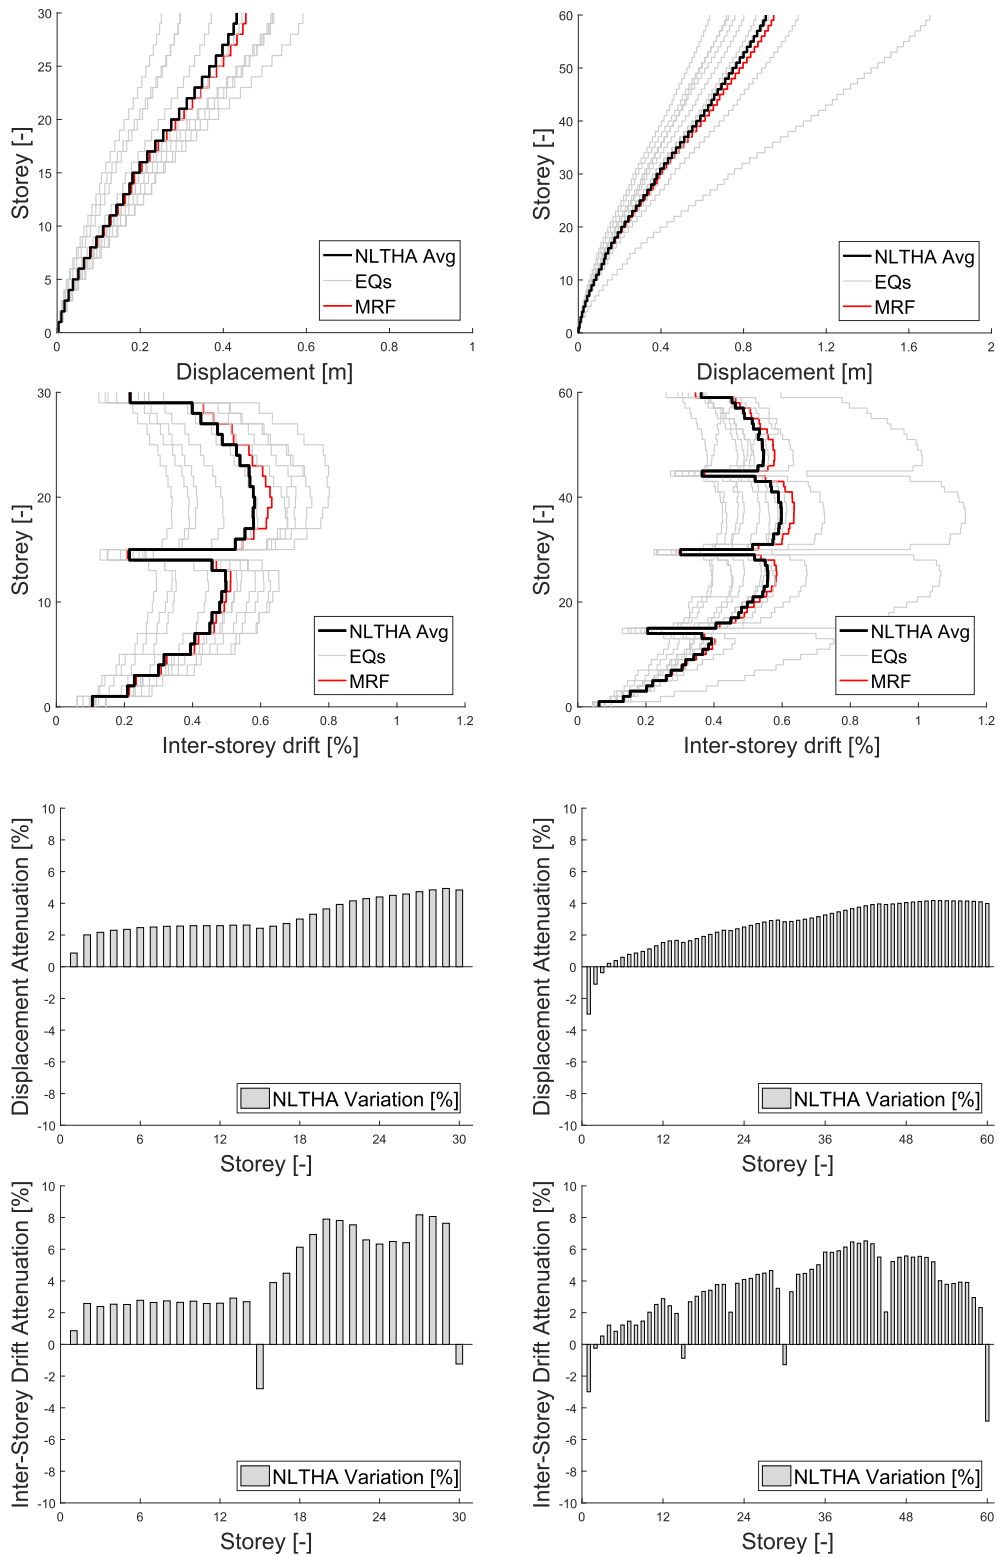 30
25
20
15
10
5
0
Storey [-]
NLTHA Avg
EQs
MRF
0 0.2 0.4 0.6 0.8 1
Displacement [m]
60
50
40
30
20
10
0
Storey [-]
NLTHA Avg
EQs
MRF
0 0.4 0.8 1.2 1.6 2
Displacement [m]
30
20
10
0
Storey [-]
NLTHA Avg
EQs
MRF
0 0.2 0.4 0.6 0.8 1 1.2
Inter-storey drift [%]
60
40
20
0
Storey [-]
NLTHA Avg
EQs
MRF
0 0.2 0.4 0.6 0.8 1 1.2
Inter-storey drift [%]
10
8
6
4
2
0
-2
-4
-6
-8
-10
Displacement Attenuation [%]
NLTHA Variation [%]
0 6 12 18 24 30
Storey [-]
10
8
6
4
2
0
-2
-4
-6
-8
-10
Displacement Attenuation [%]
NLTHA Variation [%]
0 12 24 36 48 60
Storey [-]
10
8
6
4
2
0
-2
-4
-6
-8
-10
Inter-Storey Drift Attenuation [%]
NLTHA Variation [%]
0 6 12 18 24 30
Storey [-]
10
8
6
4
2
0
-2
-4
-6
-8
-10
Inter-Storey Drift Attenuation [%]
NLTHA Variation [%]
0 12 24 36 48 60
Storey [-]